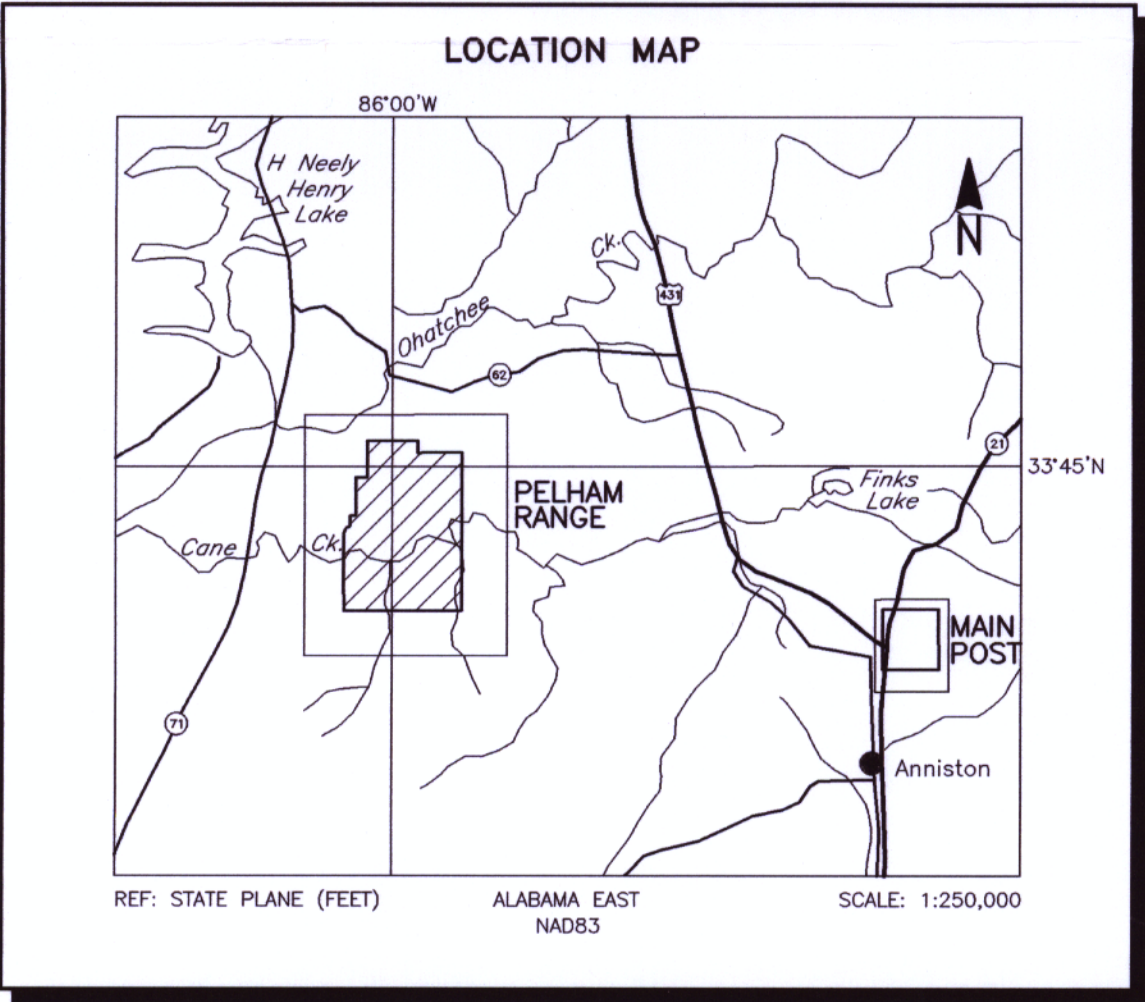 LOCATION MAP
86°00'W
H Neely
Henry
Lake
N
Ck.
431
Ohatchee
62
21
33°45'N
Finks
Lake
PELHAM
RANGE
Cane
Ck.
MAIN
POST
71
Anniston
REF: STATE PLANE (FEET)
ALABAMA EAST
NAD83
SCALE: 1:250,000